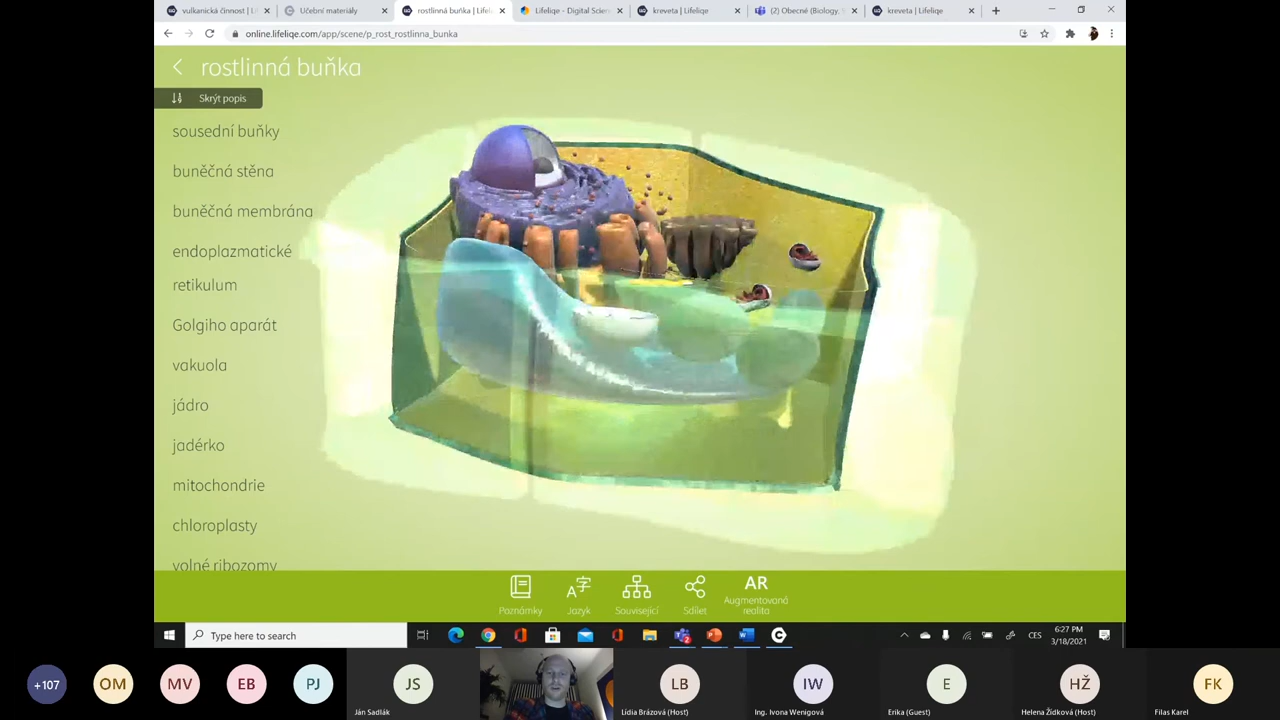 vulkanická činnost | Li
Učební materiály
rostlinná buňka | Lifeli
Lifeliqe - Digital Scien
kreveta | Lifeliqe
(2) Obecné (Biology,
kreveta | Lifeliqe
online.lifeliqe.com/app/scene/p_rost_rostlinna_bunka
rostlinná buňka
Skrýt popis
sousední buňky
buněčná stěna
buněčná membrána
endoplazmatické
retikulum
Golgiho aparát
vakuola
jádro
jadérko
mitochondrie
chloroplasty
volné ribozomy
Poznámky
Jazyk
Související
Sdílet
AR
Augmentovaná
realita
Type here to search
CES
6:27 PM
3/18/2021
+107
OM
MV
EB
PJ
JS
Ján Sadlák
LB
Lídia Brázová (Host)
IW
Ing. Ivona Wenigová
E
Erika (Guest)
HŽ
Helena Žídková (Host)
FK
Filas Karel